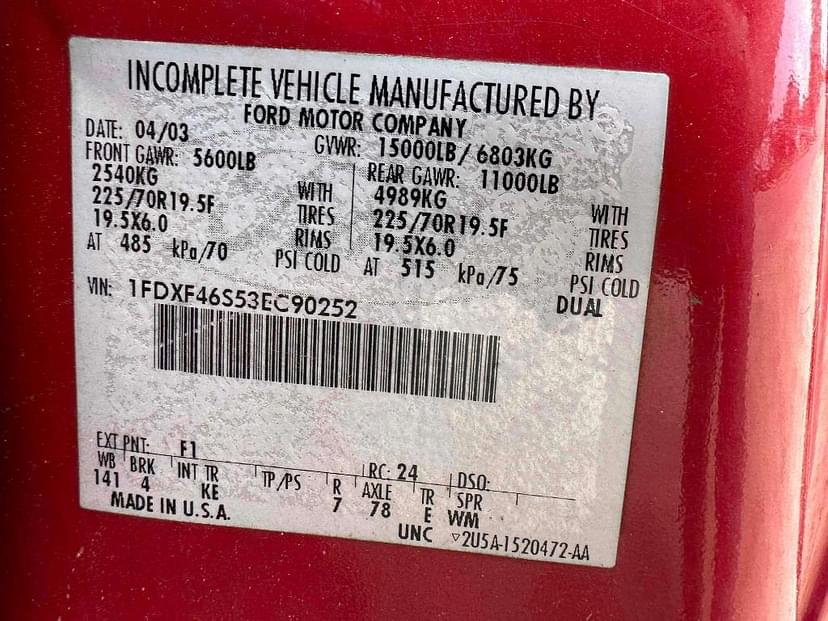 INCOMPLETE VEHICLE MANUFACTURED BY
FORD MOTOR COMPANY
DATE: 04/03 GVWR: 15000LB / 6803KG
FRONT GAWR: 5600LB REAR GAWR: 11000LB
2540KG WITH 4989KG WITH
225/70R19.5F TIRES 225/70R19.5F TIRES
19.5X6.0 RIMS 19.5X6.0 RIMS
AT 485 kPa/70 PSI COLD AT 515 kPa/75 PSI COLD
DUAL
VIN: 1FDXF46S53EC90252
EXT PNT: F1 RC: 24 DSO:
WB BRK INT TR TP/PS R AXLE TR SPR
141 4 KE 7 78 E WM
MADE IN U.S.A. UNC ▽2U5A-1520472-AA